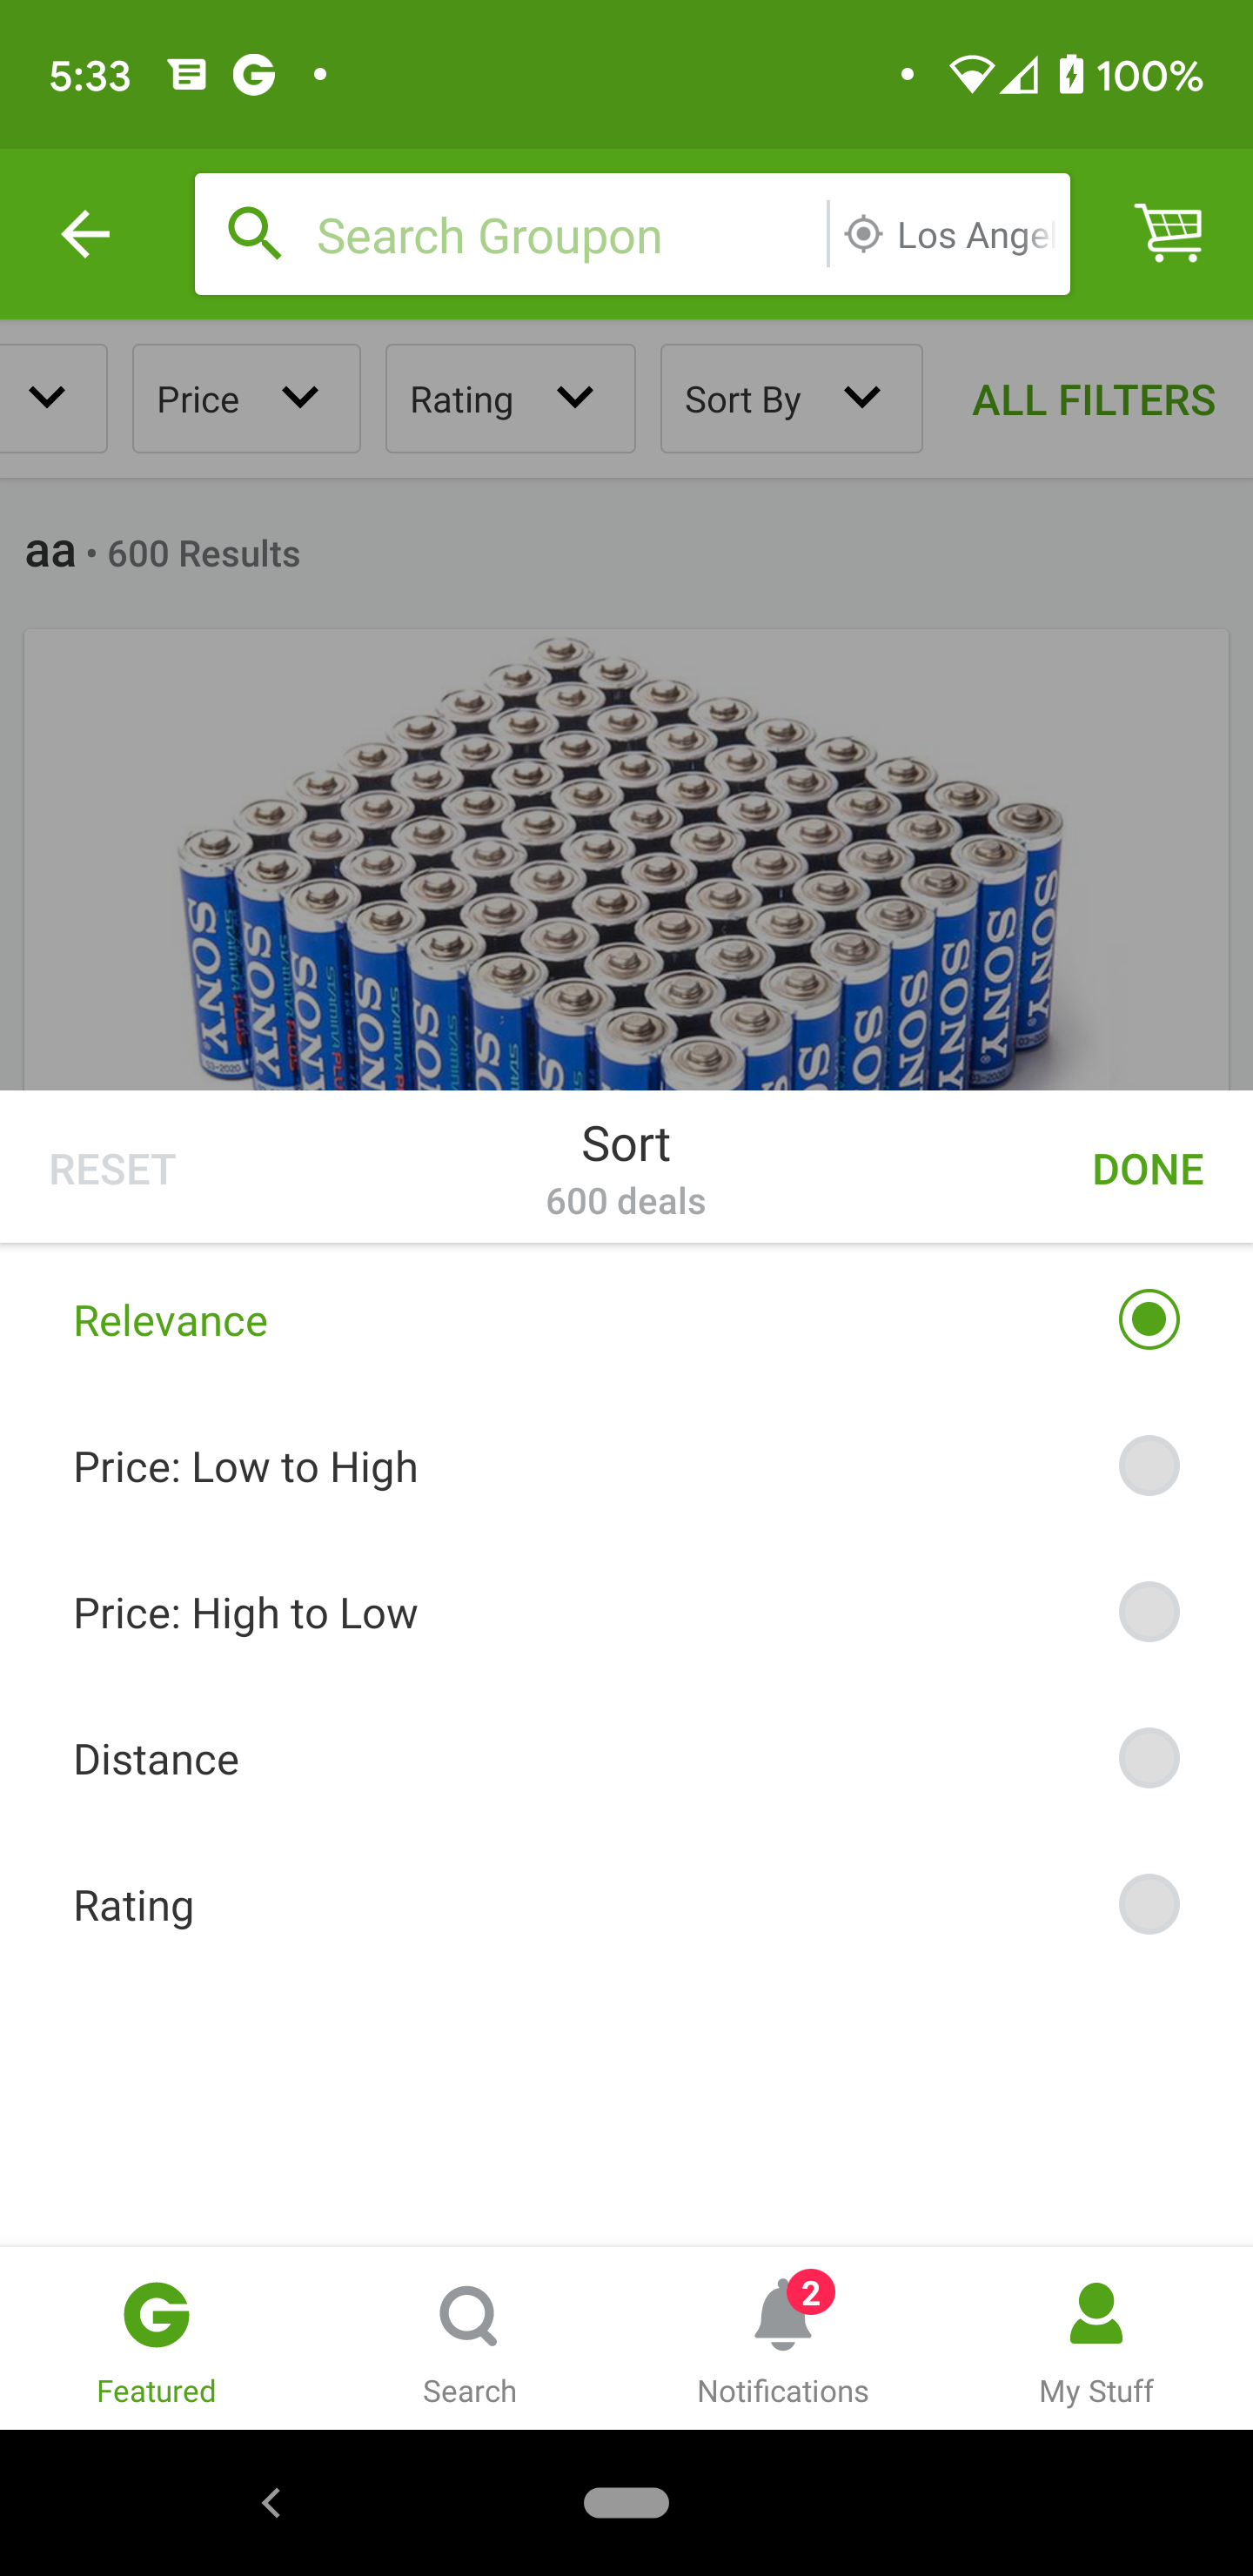 5:33
100%
Search Groupon
Los Angel
Price
Rating
Sort By
ALL FILTERS
aa • 600 Results
SONY
SONY
SONY
SONY
SONY
SONY
SONY
RESET
Sort
600 deals
DONE
Relevance
Price: Low to High
Price: High to Low
Distance
Rating
2
Featured
Search
Notifications
My Stuff